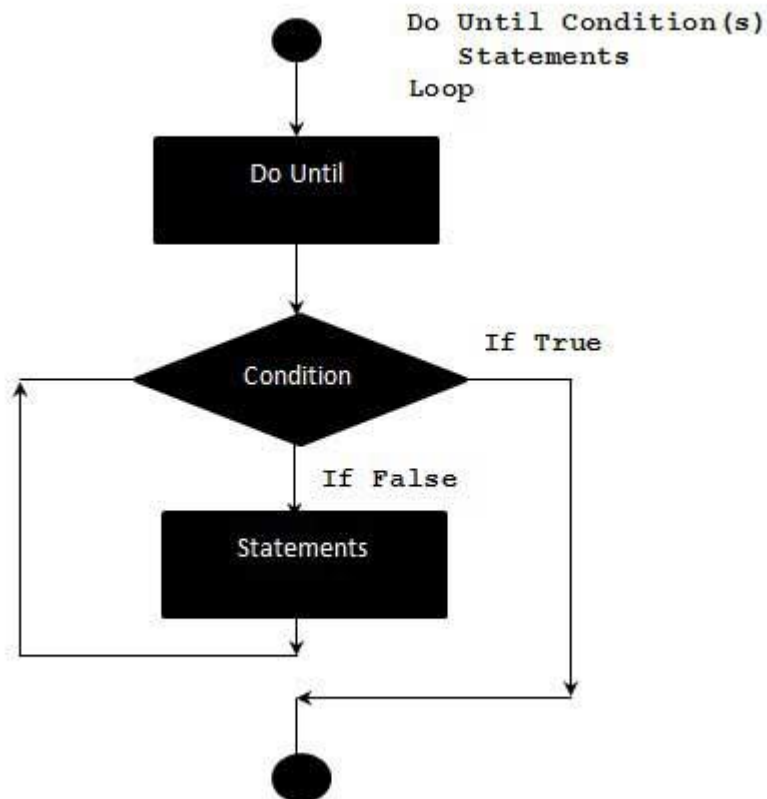 Do Until Condition(s)
Statements
Loop
Do Until
Condition
If True
If False
Statements